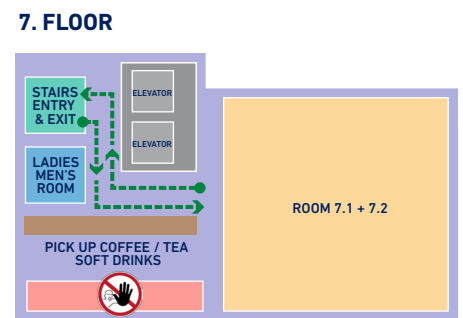 7. FLOOR
STAIRS
ENTRY
& EXIT
ELEVATOR
ELEVATOR
LADIES
MEN'S
ROOM
ROOM 7.1 + 7.2
PICK UP COFFEE / TEA
SOFT DRINKS